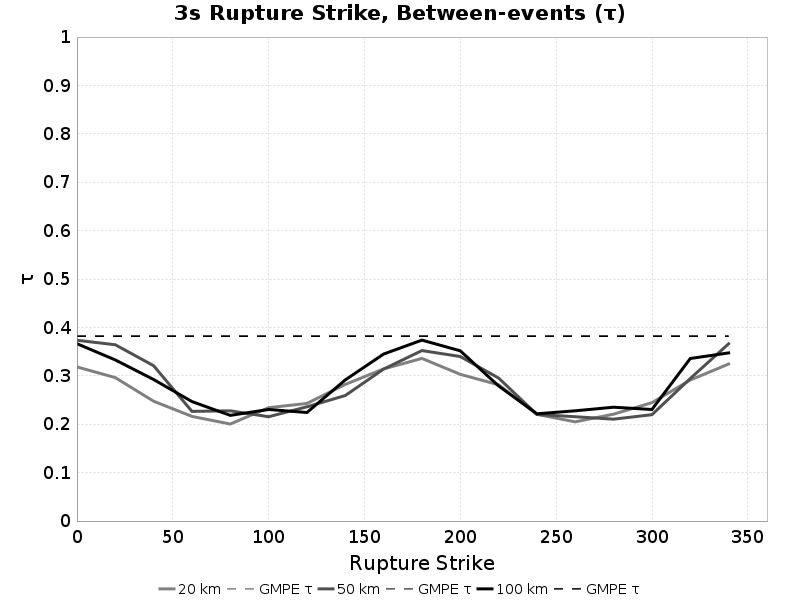 3s Rupture Strike, Between-events (τ)
1
0.9
0.8
0.7
0.6
0.5
0.4
0.3
0.2
0.1
0
τ
0 50 100 150 200 250 300 350
Rupture Strike
20 km GMPE τ 50 km GMPE τ 100 km GMPE τ